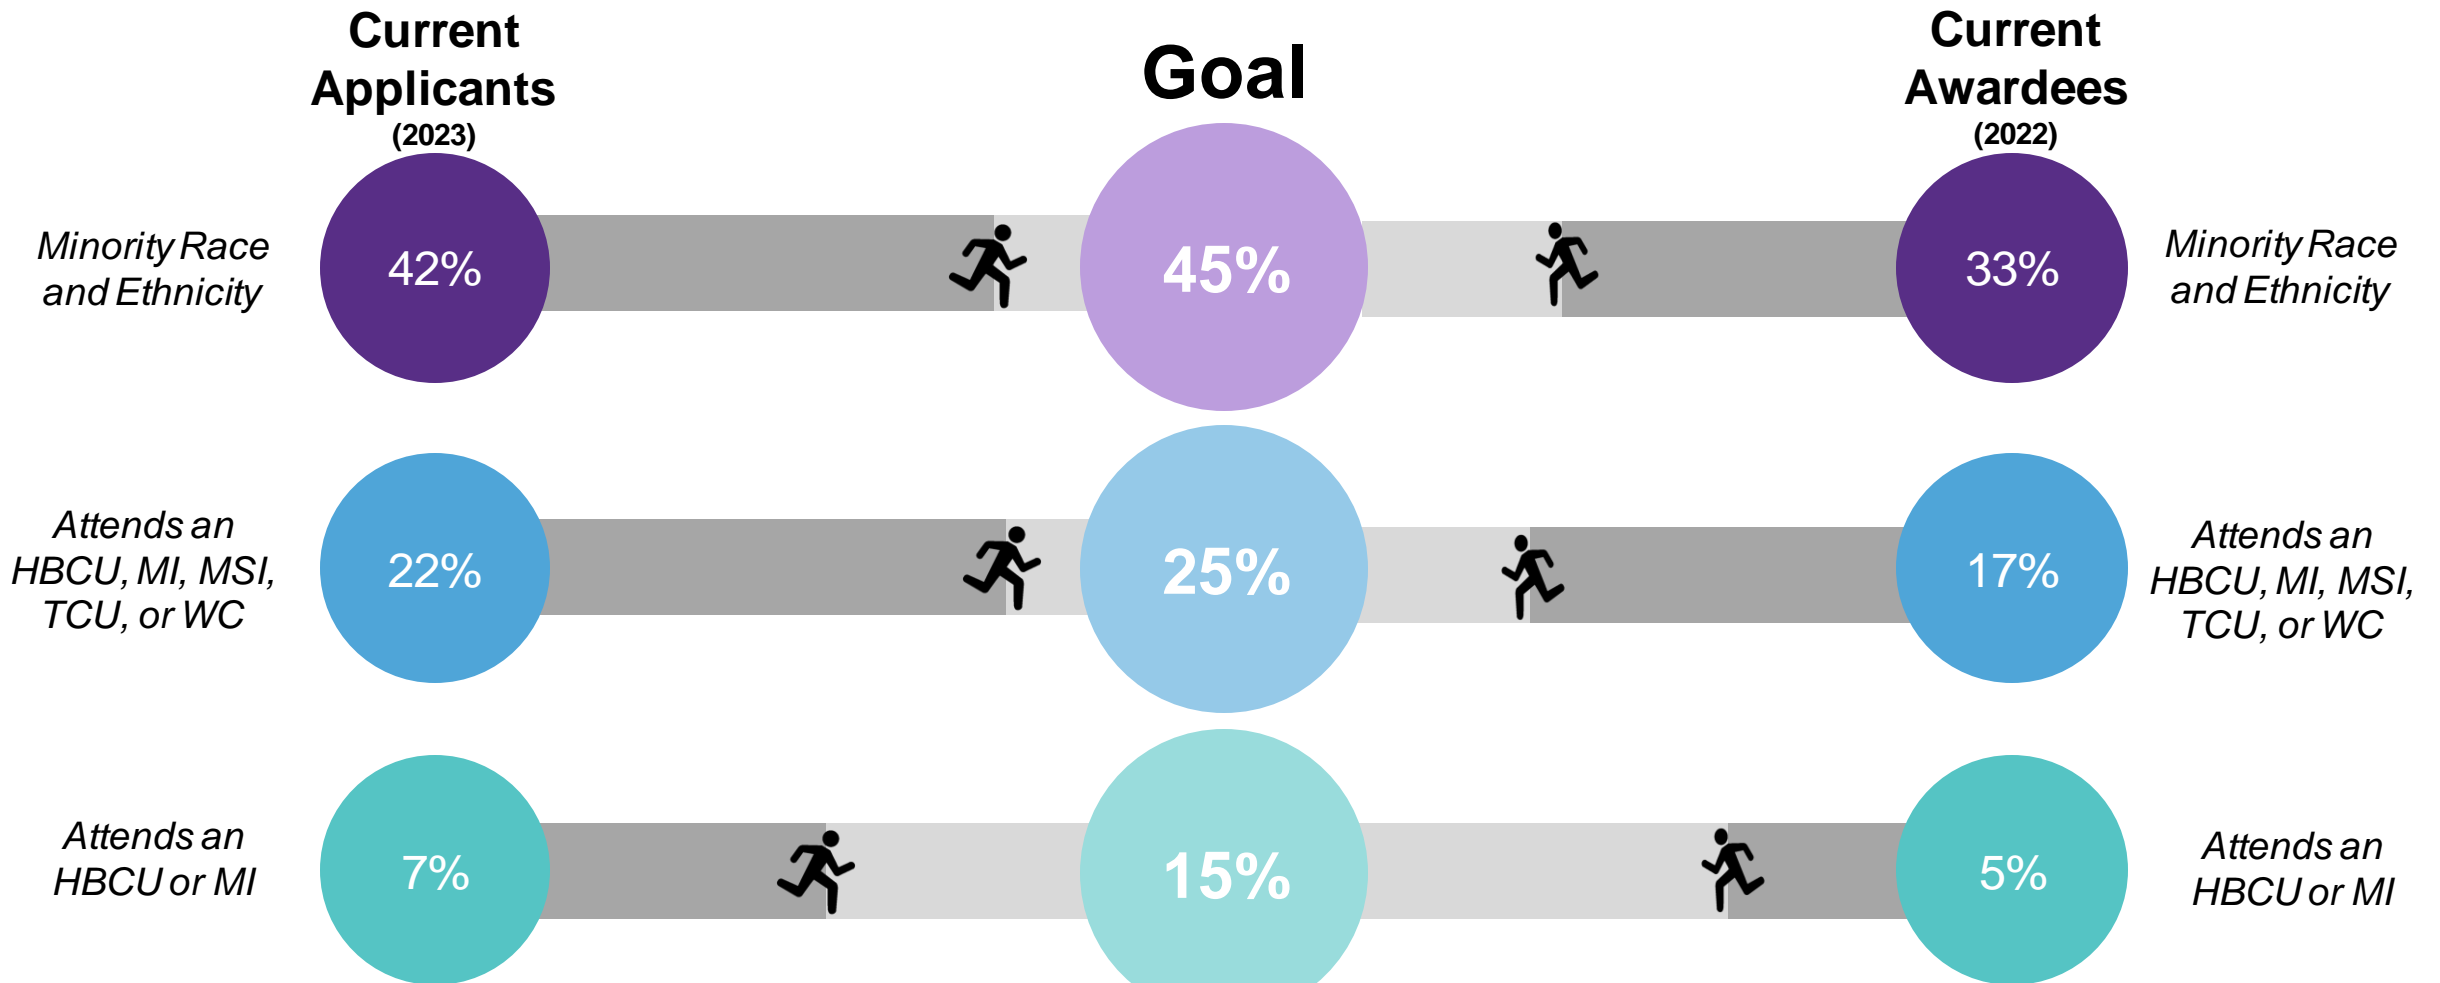 Current
Applicants
(2023)
Goal
Current
Awardees
(2022)
Minority Race
and Ethnicity
42%
45%
33%
Minority Race
and Ethnicity
Attends an
HBCU, MI, MSI,
TCU, or WC
22%
25%
17%
Attends an
HBCU, MI, MSI,
TCU, or WC
Attends an
HBCU or MI
7%
15%
5%
Attends an
HBCU or MI